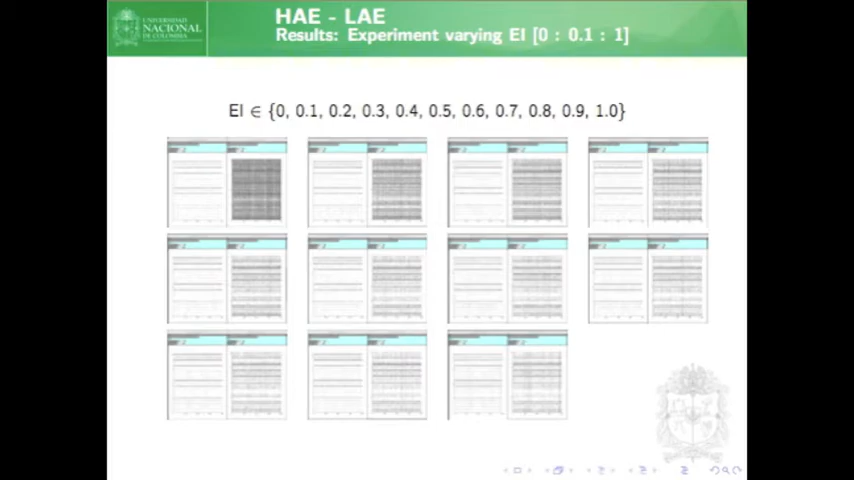 UNIVERSIDAD
NACIONAL
DE COLOMBIA
HAE - LAE
Results: Experiment varying EI [0 : 0.1 : 1]
EI ∈ {0, 0.1, 0.2, 0.3, 0.4, 0.5, 0.6, 0.7, 0.8, 0.9, 1.0}